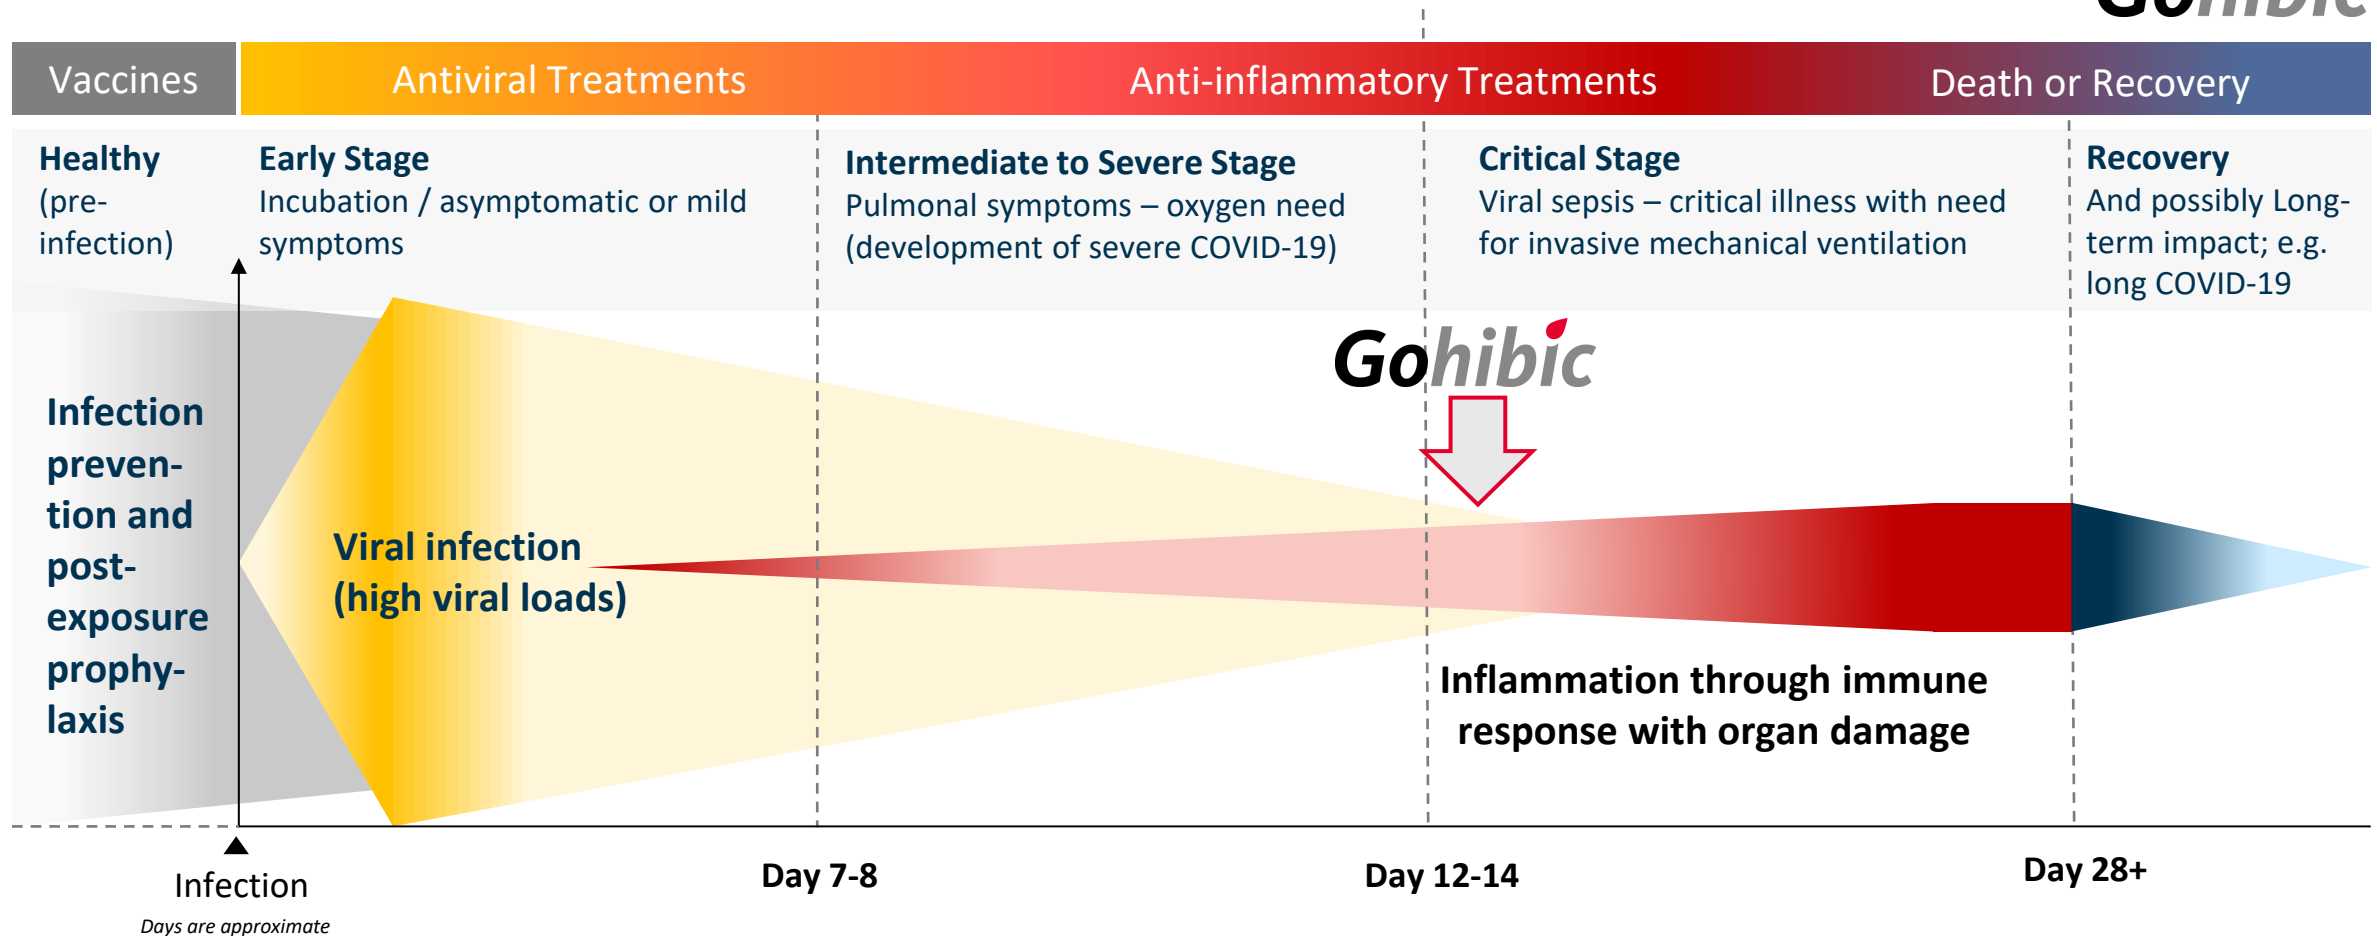 Gohibic
Vaccines
Antiviral Treatments
Anti-inflammatory Treatments
Death or Recovery
Healthy
(pre-
infection)
Early Stage
Incubation / asymptomatic or mild
symptoms
Intermediate to Severe Stage
Pulmonal symptoms – oxygen need
(development of severe COVID-19)
Critical Stage
Viral sepsis – critical illness with need
for invasive mechanical ventilation
Recovery
And possibly Long-
term impact; e.g.
long COVID-19
Gohibic
Infection
preven-
tion and
post-
exposure
prophy-
laxis
Viral infection
(high viral loads)
Inflammation through immune
response with organ damage
Infection
Days are approximate
Day 7-8
Day 12-14
Day 28+